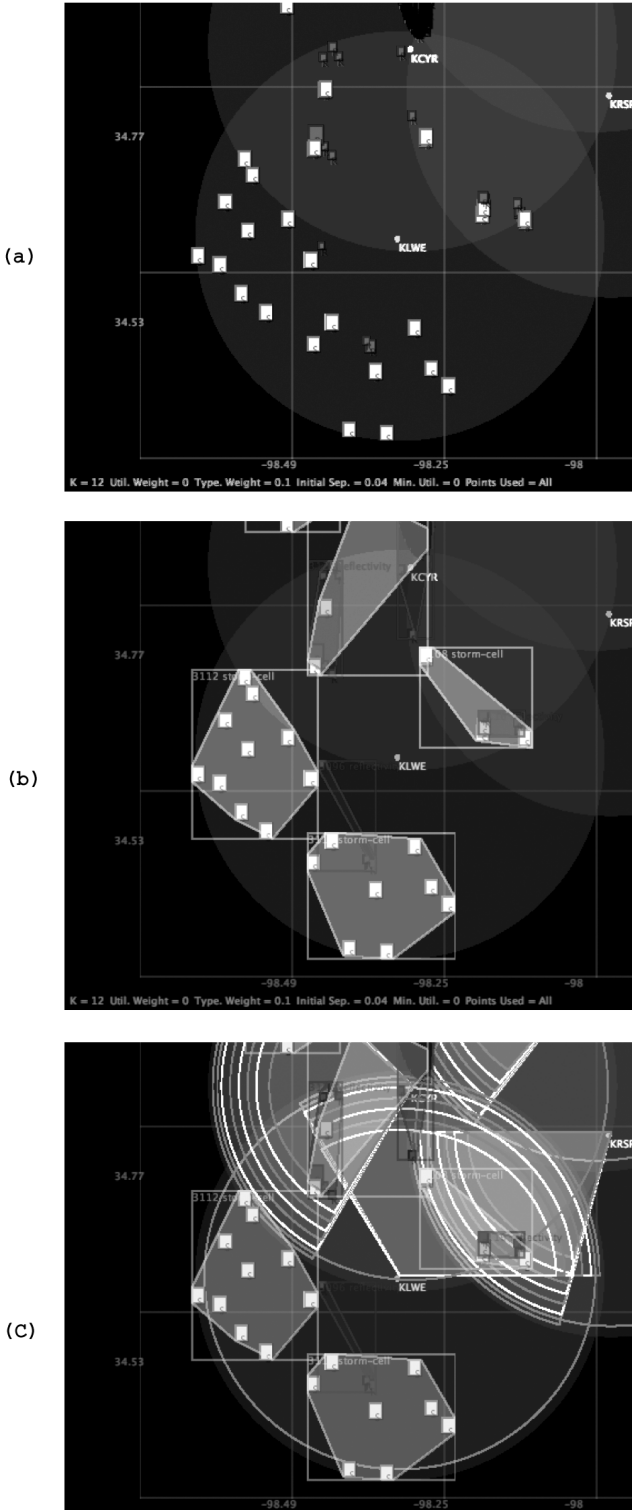 (a)
KCYR
KRSP
34.77
KLWE
34.53
-98.49
-98.25
-98
K = 12 Util. Weight = 0 Type. Weight = 0.1 Initial Sep. = 0.04 Min. Util. = 0 Points Used = All
(b)
KCYR
KRSP
34.77
storm-cell
3112 storm-cell
KLWE
34.53
storm-cell
-98.49
-98.25
-98
K = 12 Util. Weight = 0 Type. Weight = 0.1 Initial Sep. = 0.04 Min. Util. = 0 Points Used = All
(C)
KRSP
34.77
storm-cell
3112 storm-cell
KLWE
34.53
storm-cell
-98.49
-98.25
-98